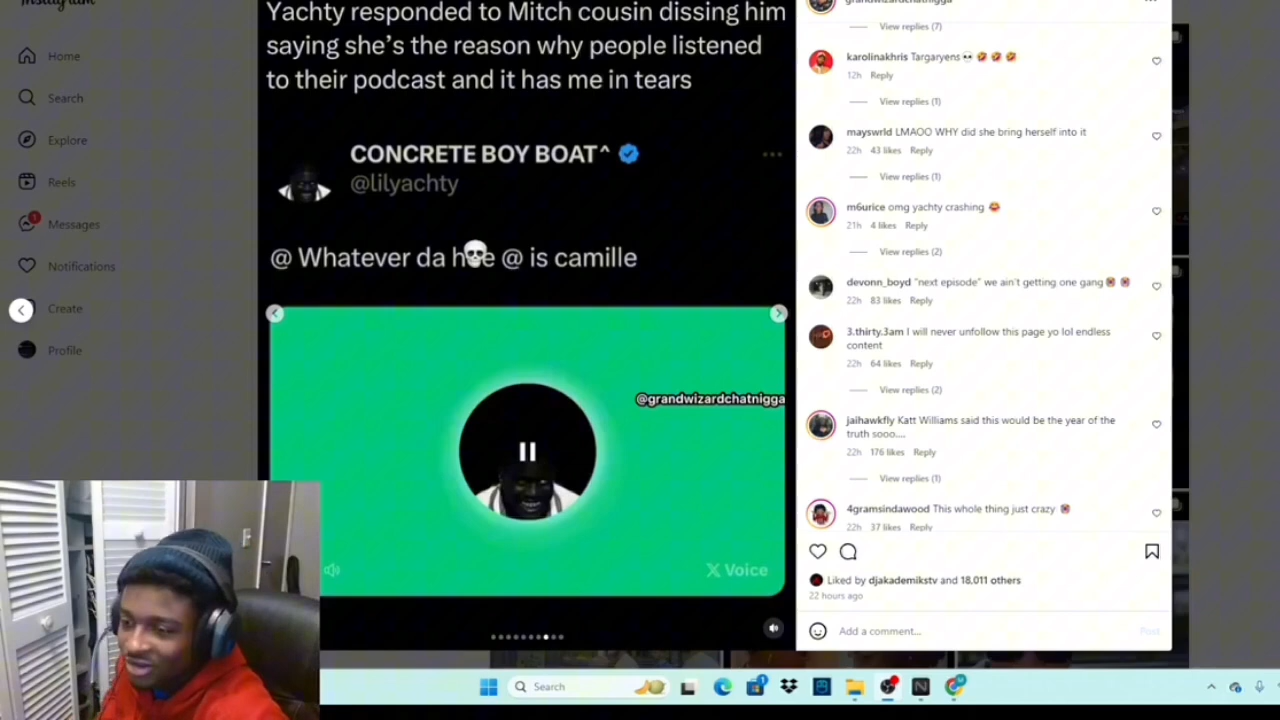 Instagram
Home
Search
Explore
Reels
1
Messages
Notifications
Create
Profile
Yachty responded to Mitch cousin dissing him
saying she's the reason why people listened
to their podcast and it has me in tears
CONCRETE BOY BOAT^
@lilyachty
@ Whatever da h💀e @ is camille
@grandwizardchatnigga
X Voice
grandwizardchatnigga
View replies (7)
karolinakhris Targaryens💀 🤣 🤣 🤣
12h Reply
View replies (1)
mayswrld LMAOO WHY did she bring herself into it
22h 43 likes Reply
View replies (1)
m6urice omg yachty crashing 😂
21h 4 likes Reply
View replies (2)
devonn_boyd "next episode" we ain't getting one gang
22h 83 likes Reply
3.thirty.3am I will never unfollow this page yo lol endless
content
22h 64 likes Reply
View replies (2)
jaihawkfly Katt Williams said this would be the year of the
truth sooo....
22h 176 likes Reply
View replies (1)
4gramsindawood This whole thing just crazy
22h 37 likes Reply
Liked by djakademikstv and 18,011 others
22 hours ago
Add a comment...
Post
Search